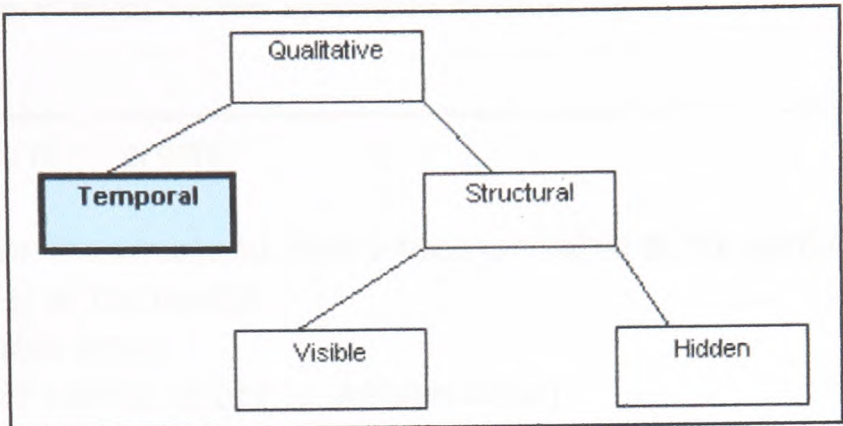 Qualitative
Temporal
Structural
Visible
Hidden